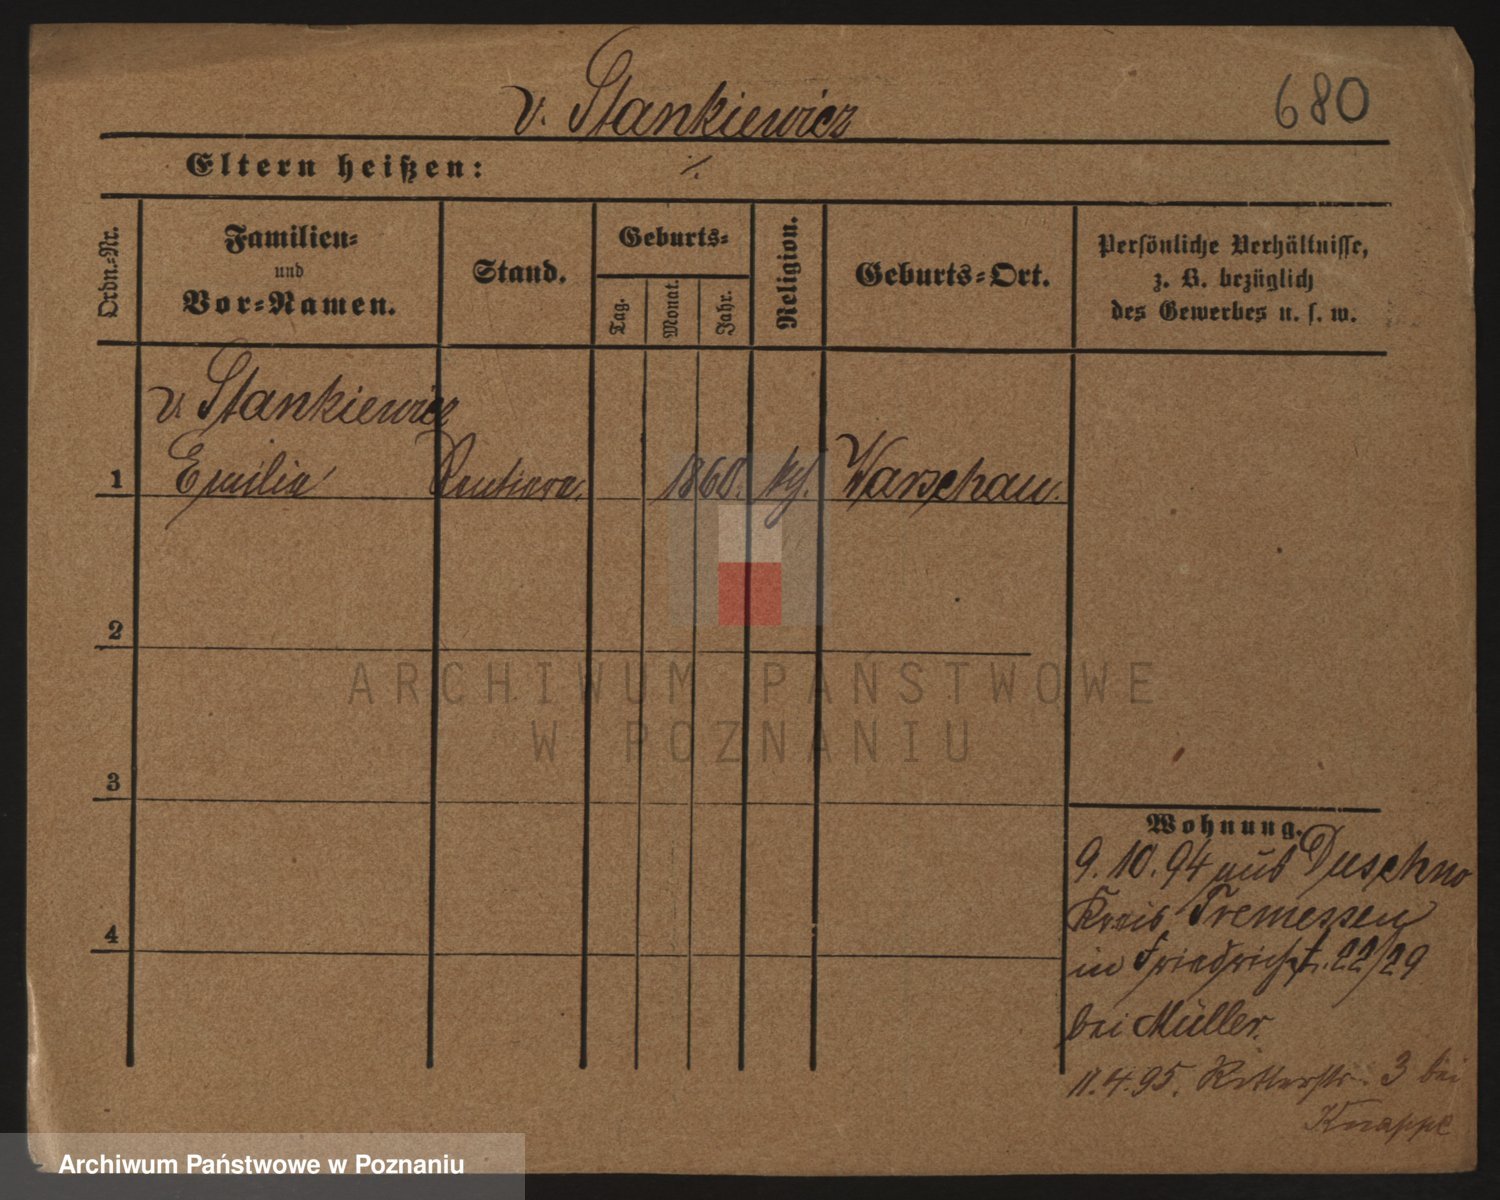 v. Stankiewicz
680
Eltern heißen:
./.
Ordn.-Nr.
Familien-
und
Vor-Namen.
Stand.
Geburts-
Tag.
Monat.
Jahr.
Religion.
Geburts-Ort.
Persönliche Verhältnisse,
z. B. bezüglich
des Gewerbes u. s. w.
v. Stankiewicz
1 Emilia Rentiere. 1860. kg. Warschau.
2
3
4
Wohnung.
9.10.94 aus Duschno
Kreis Tremessen
in Friedrichst. 22/29
bei Müller.
11.4.95. Ritterstr. 3 bei
Knappe
ARCHIWUM PAŃSTWOWE
W POZNANIU
Archiwum Państwowe w Poznaniu